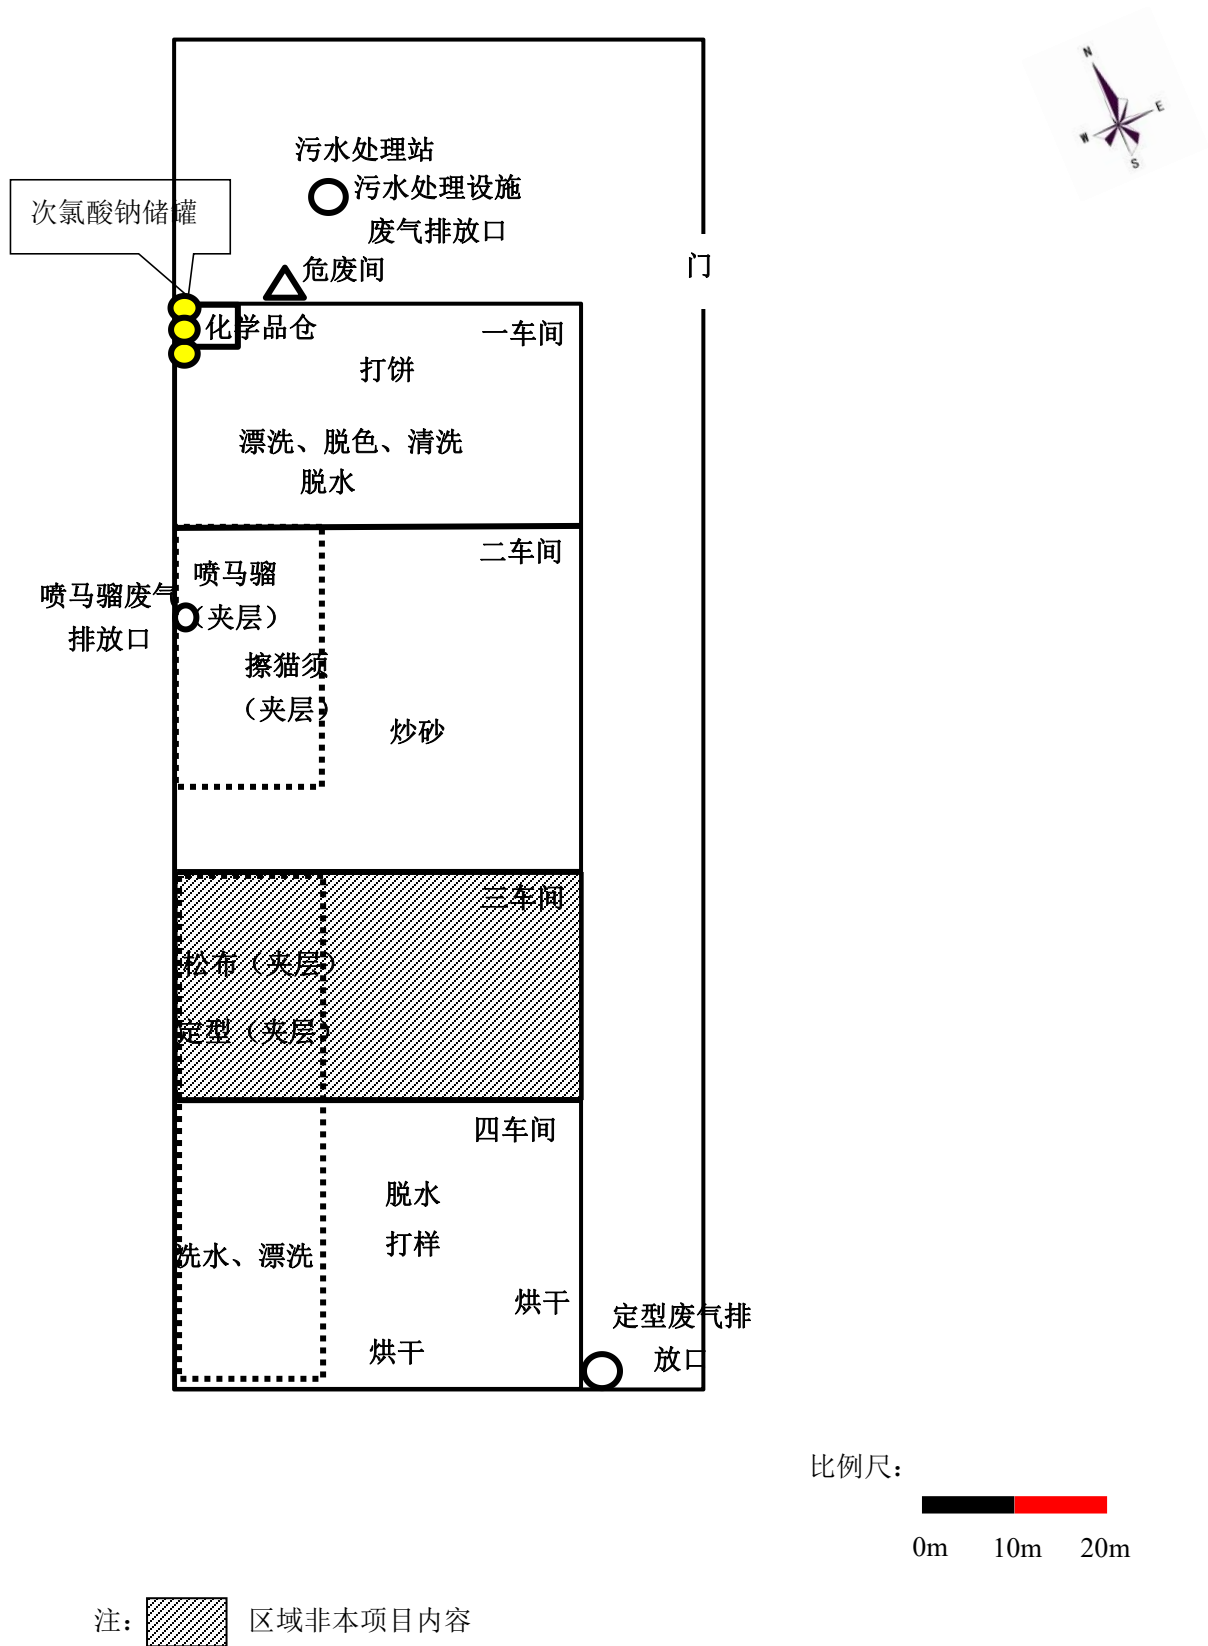 N
E
W
S
污水处理站
污水处理设施
废气排放口
次氯酸钠储罐
门
危废间
化学品仓
一车间
打饼
漂洗、脱色、清洗
脱水
二车间
喷马骝
（夹层）
喷马骝废气
排放口
擦猫须
（夹层）
炒砂
三车间
松布（夹层）
定型（夹层）
四车间
脱水
打样
洗水、漂洗
烘干
定型废气排
放口
烘干
比例尺：
0m 10m 20m
注： 区域非本项目内容